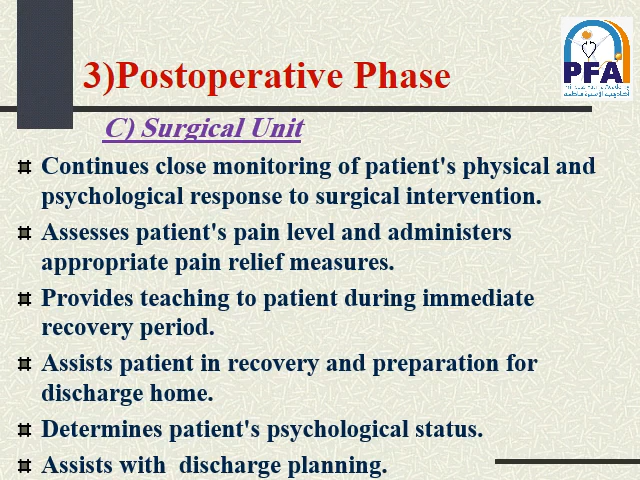 3)Postoperative Phase
PFA
C) Surgical Unit
Continues close monitoring of patient's physical and
psychological response to surgical intervention.
Assesses patient's pain level and administers
appropriate pain relief measures.
Provides teaching to patient during immediate
recovery period.
Assists patient in recovery and preparation for
discharge home.
Determines patient's psychological status.
Assists with  discharge planning.